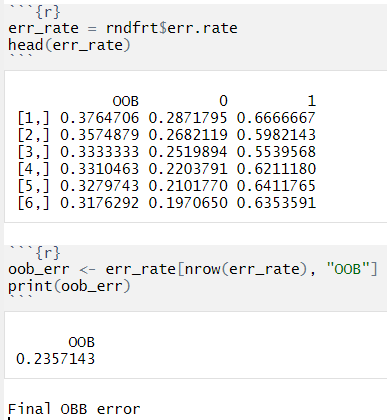 ```{r}
err_rate = rndfrt$err.rate
head(err_rate)
```
OOB 0 1
[1,] 0.3764706 0.2871795 0.6666667
[2,] 0.3574879 0.2682119 0.5982143
[3,] 0.3333333 0.2519894 0.5539568
[4,] 0.3310463 0.2203791 0.6211180
[5,] 0.3279743 0.2101770 0.6411765
[6,] 0.3176292 0.1970650 0.6353591
```{r}
oob_err <- err_rate[nrow(err_rate), "OOB"]
print(oob_err)
```
OOB
0.2357143
Final OBB error